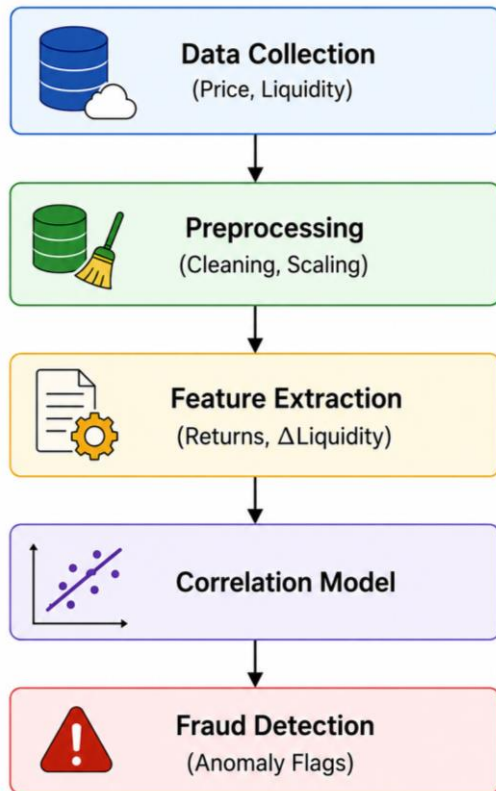 Data Collection
(Price, Liquidity)
Preprocessing
(Cleaning, Scaling)
Feature Extraction
(Returns, ΔLiquidity)
Correlation Model
Fraud Detection
(Anomaly Flags)